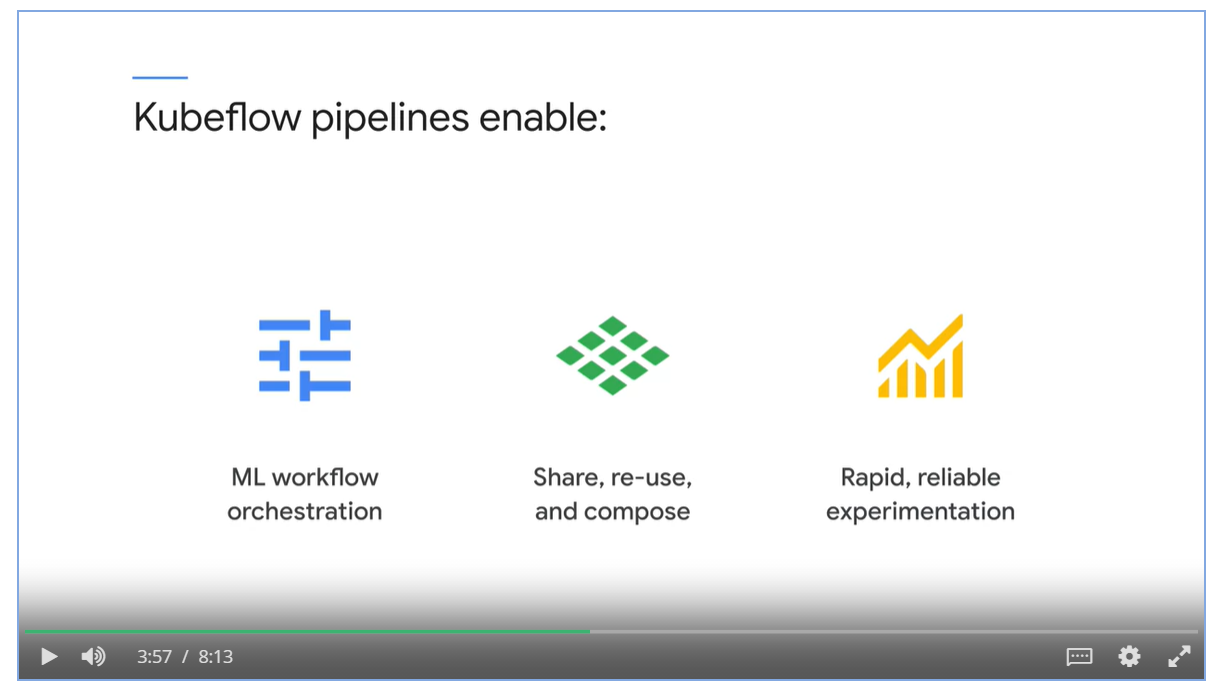 Kubeflow pipelines enable:
ML workflow
orchestration
Share, re-use,
and compose
Rapid, reliable
experimentation
3:57 / 8:13